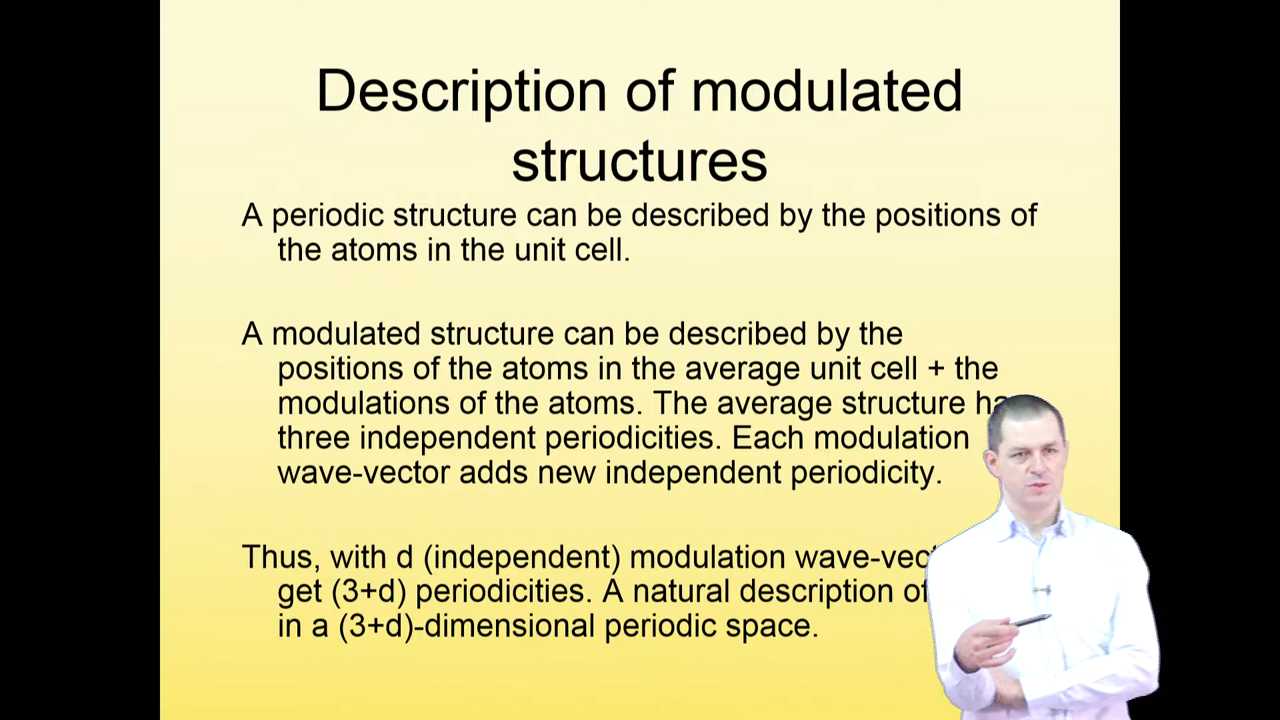 Description of modulated
structures
A periodic structure can be described by the positions of
the atoms in the unit cell.
A modulated structure can be described by the
positions of the atoms in the average unit cell + the
modulations of the atoms. The average structure
three independent periodicities. Each modulation
wave-vector adds new independent periodicity.
Thus, with d (independent) modulation
get (3+d) periodicities. A natural description of
in a (3+d)-dimensional periodic space.